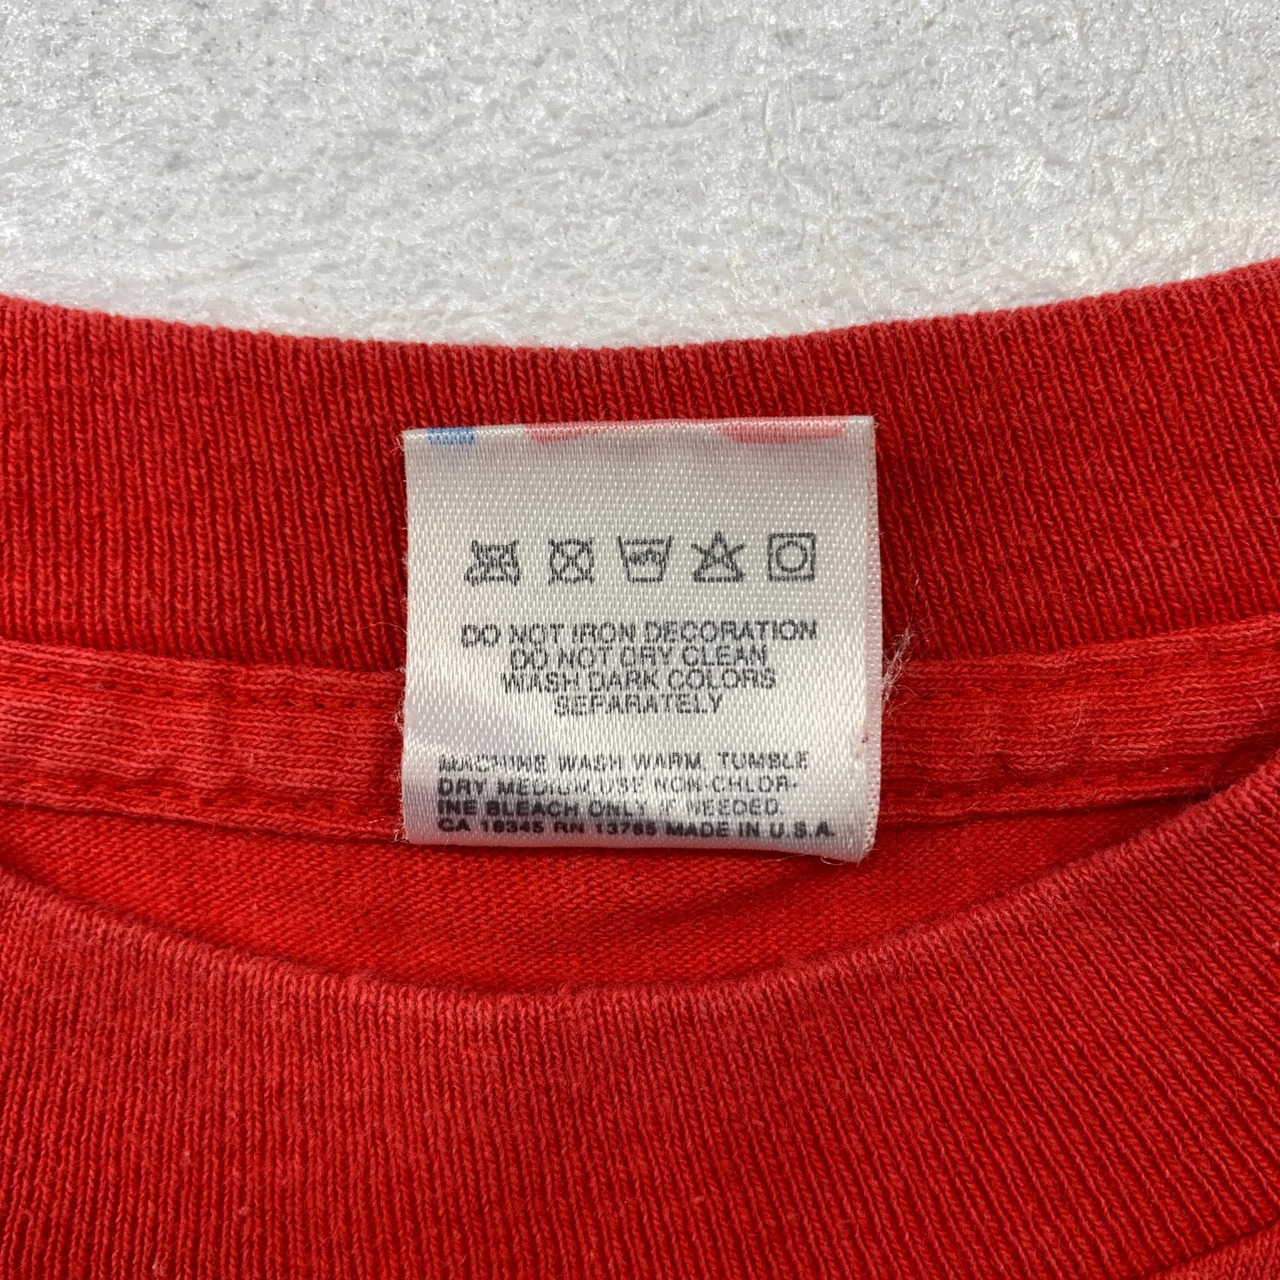 DO NOT IRON DECORATION
DO NOT DRY CLEAN
WASH DARK COLORS
SEPARATELY
MACHINE WASH WARM, TUMBLE
DRY MEDIUM USE NON-CHLOR-
INE BLEACH ONLY IF NEEDED.
CA 16345 RN 13765 MADE IN U.S.A.